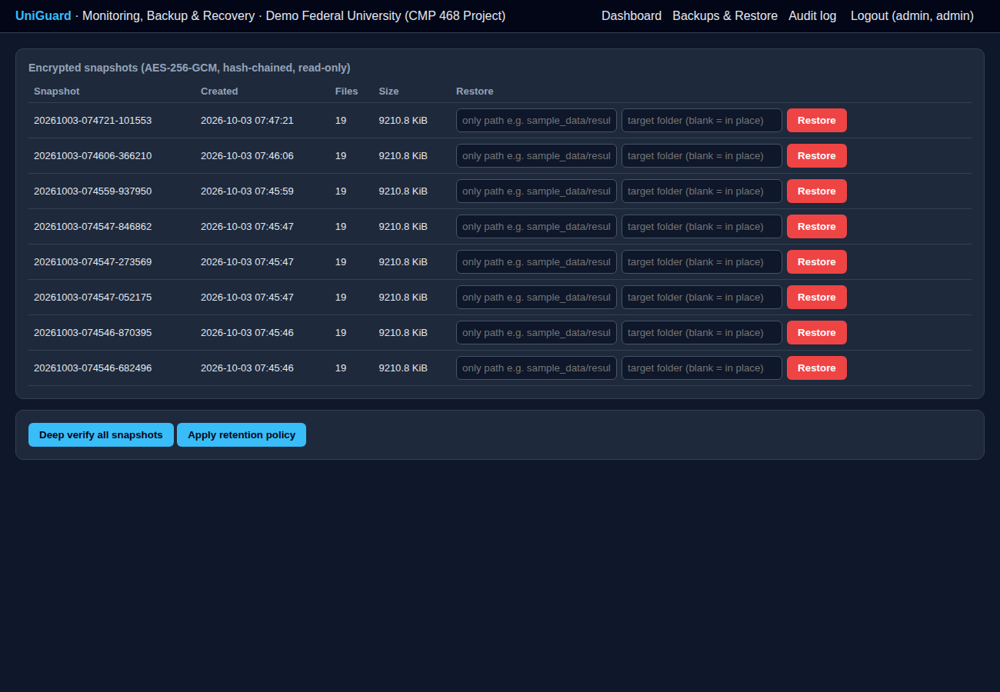 UniGuard · Monitoring, Backup & Recovery · Demo Federal University (CMP 468 Project) Dashboard Backups & Restore Audit log Logout (admin, admin)
Encrypted snapshots (AES-256-GCM, hash-chained, read-only)
Snapshot Created Files Size Restore
20261003-074721-101553 2026-10-03 07:47:21 19 9210.8 KiB only path e.g. sample_data/resul target folder (blank = in place) Restore
20261003-074606-366210 2026-10-03 07:46:06 19 9210.8 KiB only path e.g. sample_data/resul target folder (blank = in place) Restore
20261003-074559-937950 2026-10-03 07:45:59 19 9210.8 KiB only path e.g. sample_data/resul target folder (blank = in place) Restore
20261003-074547-846862 2026-10-03 07:45:47 19 9210.8 KiB only path e.g. sample_data/resul target folder (blank = in place) Restore
20261003-074547-273569 2026-10-03 07:45:47 19 9210.8 KiB only path e.g. sample_data/resul target folder (blank = in place) Restore
20261003-074547-052175 2026-10-03 07:45:47 19 9210.8 KiB only path e.g. sample_data/resul target folder (blank = in place) Restore
20261003-074546-870395 2026-10-03 07:45:46 19 9210.8 KiB only path e.g. sample_data/resul target folder (blank = in place) Restore
20261003-074546-682496 2026-10-03 07:45:46 19 9210.8 KiB only path e.g. sample_data/resul target folder (blank = in place) Restore
Deep verify all snapshots Apply retention policy